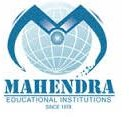 MAHENDRA
EDUCATIONAL INSTITUTIONS
SINCE 1978